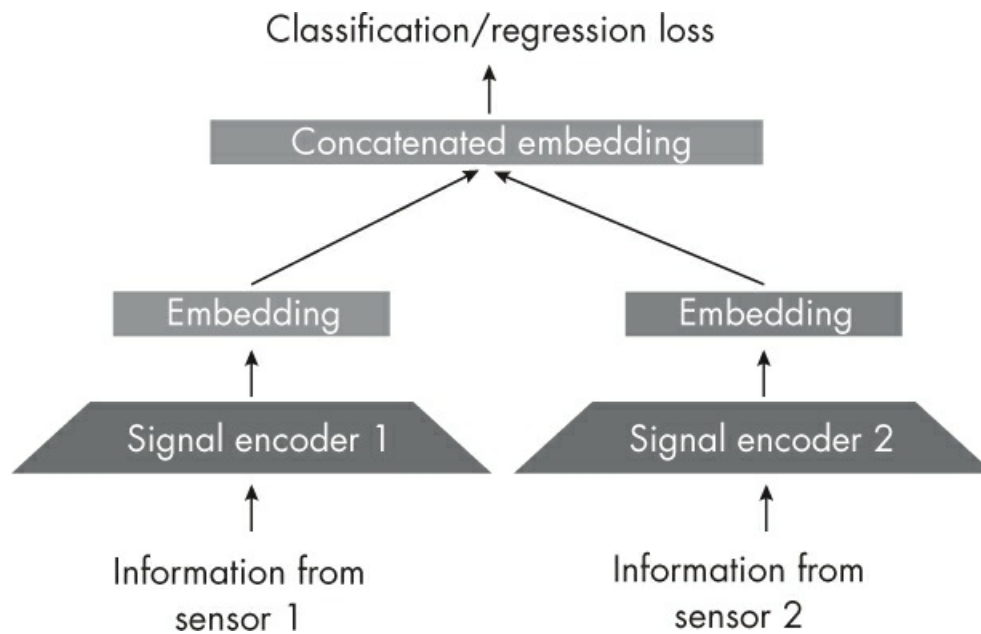 Classification/regression loss
Concatenated embedding
Embedding
Embedding
Signal encoder 1
Signal encoder 2
Information from
sensor 1
Information from
sensor 2